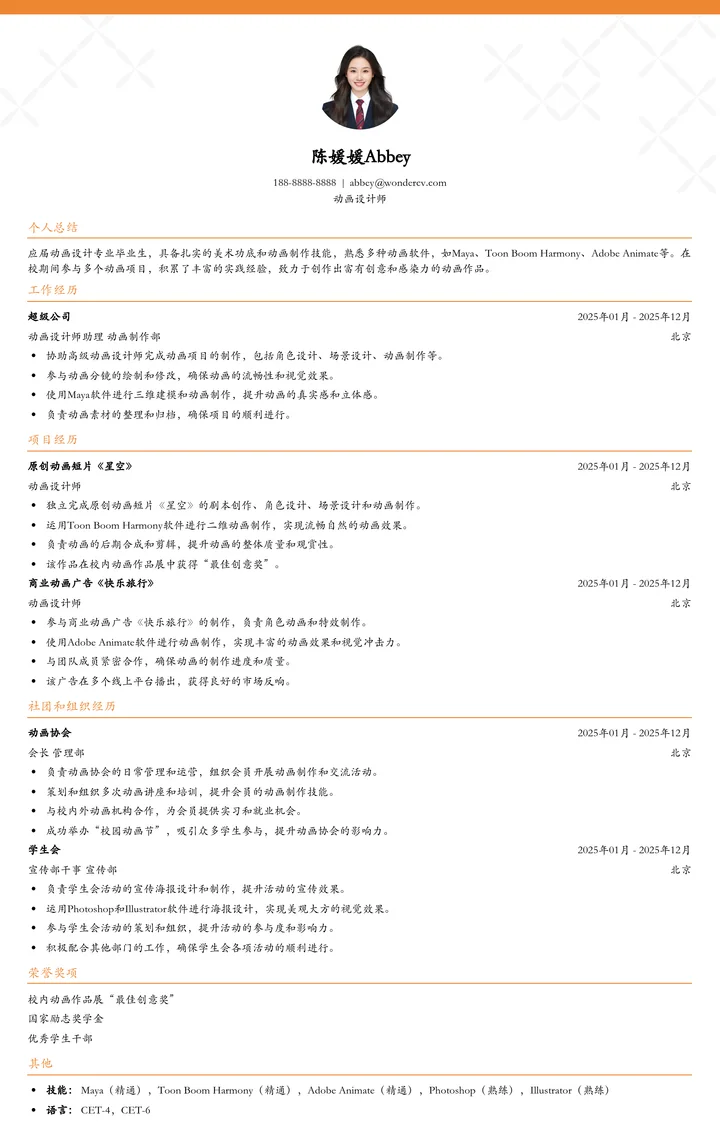 陈媛媛Abbey
188-8888-8888 | abbey@wondercv.com
动画设计师
个人总结
应届动画设计专业毕业生，具备扎实的美术功底和动画制作技能，熟悉多种动画软件，如Maya、Toon Boom Harmony、Adobe Animate等。在
校期间参与多个动画项目，积累了丰富的实践经验，致力于创作出富有创意和感染力的动画作品。
工作经历
超级公司 2025年01月 - 2025年12月
动画设计师助理 动画制作部 北京
• 协助高级动画设计师完成动画项目的制作，包括角色设计、场景设计、动画制作等。
• 参与动画分镜的绘制和修改，确保动画的流畅性和视觉效果。
• 使用Maya软件进行三维建模和动画制作，提升动画的真实感和立体感。
• 负责动画素材的整理和归档，确保项目的顺利进行。
项目经历
原创动画短片《星空》 2025年01月 - 2025年12月
动画设计师 北京
• 独立完成原创动画短片《星空》的剧本创作、角色设计、场景设计和动画制作。
• 运用Toon Boom Harmony软件进行二维动画制作，实现流畅自然的动画效果。
• 负责动画的后期合成和剪辑，提升动画的整体质量和观赏性。
• 该作品在校内动画作品展中获得“最佳创意奖”。
商业动画广告《快乐旅行》 2025年01月 - 2025年12月
动画设计师 北京
• 参与商业动画广告《快乐旅行》的制作，负责角色动画和特效制作。
• 使用Adobe Animate软件进行动画制作，实现丰富的动画效果和视觉冲击力。
• 与团队成员紧密合作，确保动画的制作进度和质量。
• 该广告在多个线上平台播出，获得良好的市场反响。
社团和组织经历
动画协会 2025年01月 - 2025年12月
会长 管理部 北京
• 负责动画协会的日常管理和运营，组织会员开展动画制作和交流活动。
• 策划和组织多次动画讲座和培训，提升会员的动画制作技能。
• 与校内外动画机构合作，为会员提供实习和就业机会。
• 成功举办“校园动画节”，吸引众多学生参与，提升动画协会的影响力。
学生会 2025年01月 - 2025年12月
宣传部干事 宣传部 北京
• 负责学生会活动的宣传海报设计和制作，提升活动的宣传效果。
• 运用Photoshop和Illustrator软件进行海报设计，实现美观大方的视觉效果。
• 参与学生会活动的策划和组织，提升活动的参与度和影响力。
• 积极配合其他部门的工作，确保学生会各项活动的顺利进行。
荣誉奖项
校内动画作品展“最佳创意奖”
国家励志奖学金
优秀学生干部
其他
• 技能： Maya（精通）, Toon Boom Harmony（精通）, Adobe Animate（精通）, Photoshop（熟练）, Illustrator（熟练）
• 语言： CET-4，CET-6